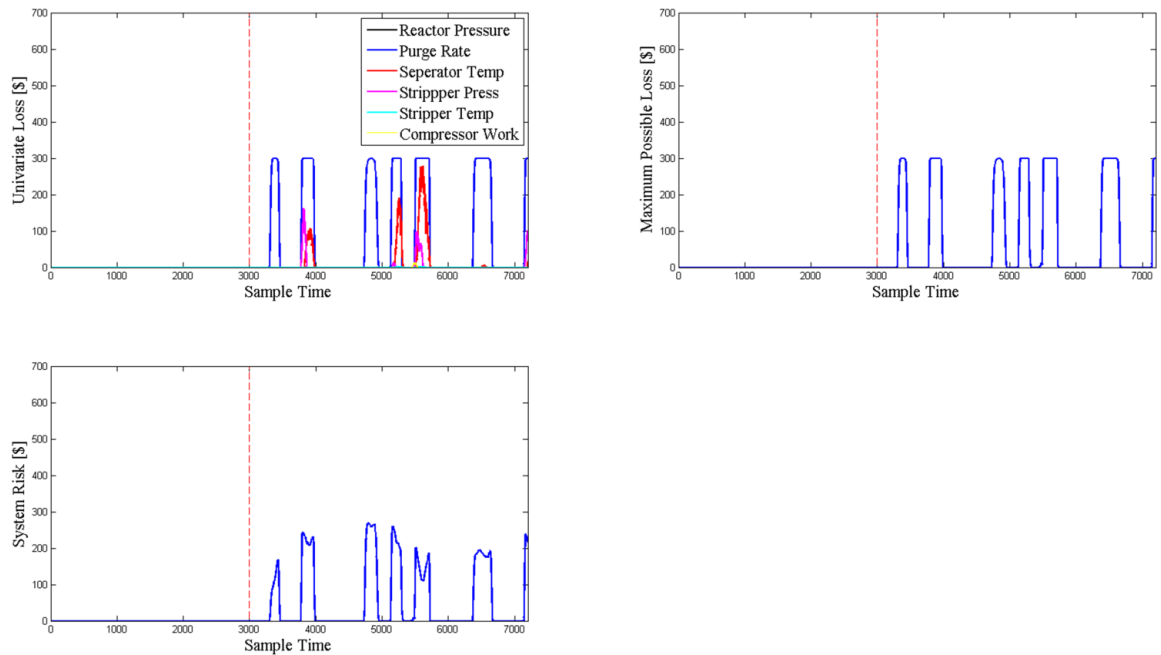 Univariate Loss [$]
700
600
500
400
300
200
100
0
Reactor Pressure
Purge Rate
Seperator Temp
Strippper Press
Stripper Temp
Compressor Work
0 1000 2000 3000 4000 5000 6000 7000
Sample Time
Maximum Possible Loss [$]
700
600
500
400
300
200
100
0
0 1000 2000 3000 4000 5000 6000 7000
Sample Time
System Risk [$]
700
600
500
400
300
200
100
0
0 1000 2000 3000 4000 5000 6000 7000
Sample Time